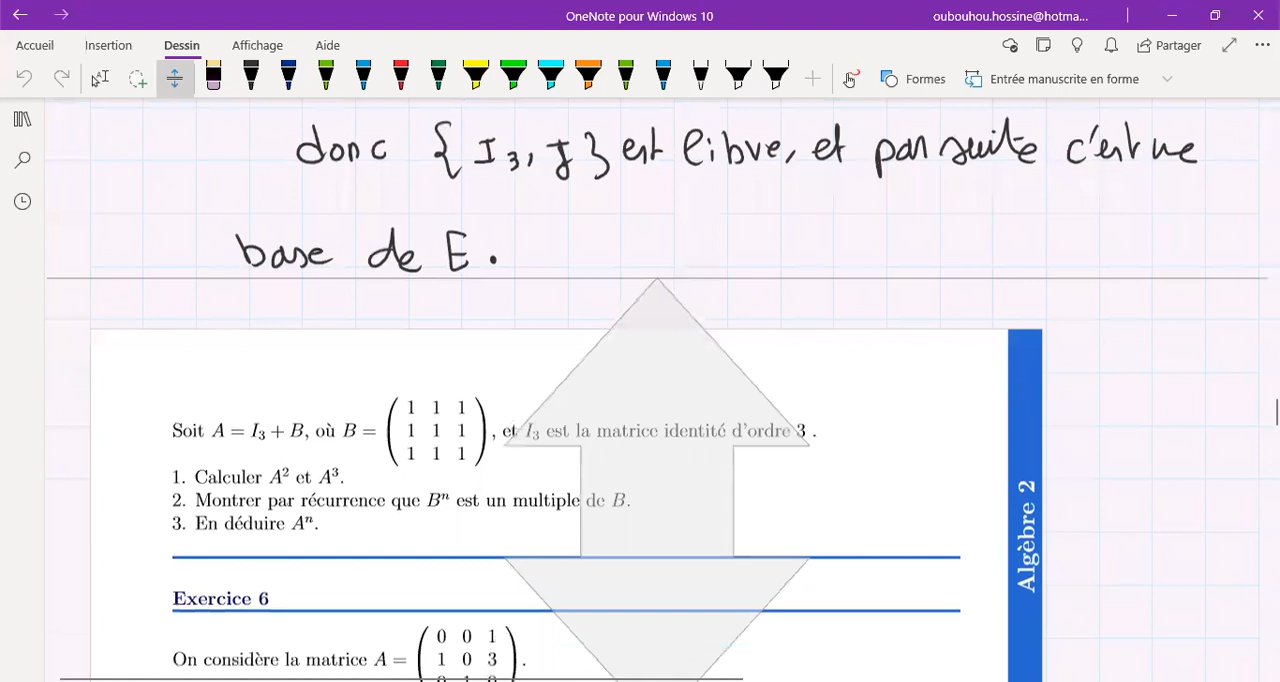 OneNote pour Windows 10
oubouhou.hossine@hotma...
Accueil Insertion Dessin Affichage Aide
Partager
Formes Entrée manuscrite en forme
donc { I3, J } est libre, et par suite c'est une
base de E .
Soit A = I₃ + B, où B = ( 1 1 1
1 1 1
1 1 1 ), et I₃ est la matrice identité d'ordre 3 .
1. Calculer A² et A³.
2. Montrer par récurrence que Bⁿ est un multiple de B.
3. En déduire Aⁿ.
Algèbre 2
Exercice 6
On considère la matrice A = ( 0 0 1
1 0 3